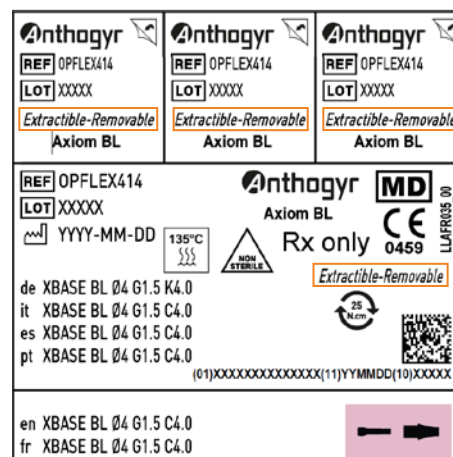 Anthogyr Anthogyr Anthogyr
REF OPFLEX414 REF OPFLEX414 REF OPFLEX414
LOT XXXXX LOT XXXXX LOT XXXXX
Extractible-Removable Extractible-Removable Extractible-Removable
Axiom BL Axiom BL Axiom BL
REF OPFLEX414 Anthogyr MD
LOT XXXXX Axiom BL
YYYY-MM-DD 135°C NON STERILE Rx only CE 0459
LLAFR035_00
Extractible-Removable
25 N.cm
de XBASE BL Ø4 G1.5 K4.0
it XBASE BL Ø4 G1.5 C4.0
es XBASE BL Ø4 G1.5 C4.0
pt XBASE BL Ø4 G1.5 C4.0
(01)XXXXXXXXXXXXXX(11)YYMMDD(10)XXXXX
en XBASE BL Ø4 G1.5 C4.0
fr XBASE BL Ø4 G1.5 C4.0